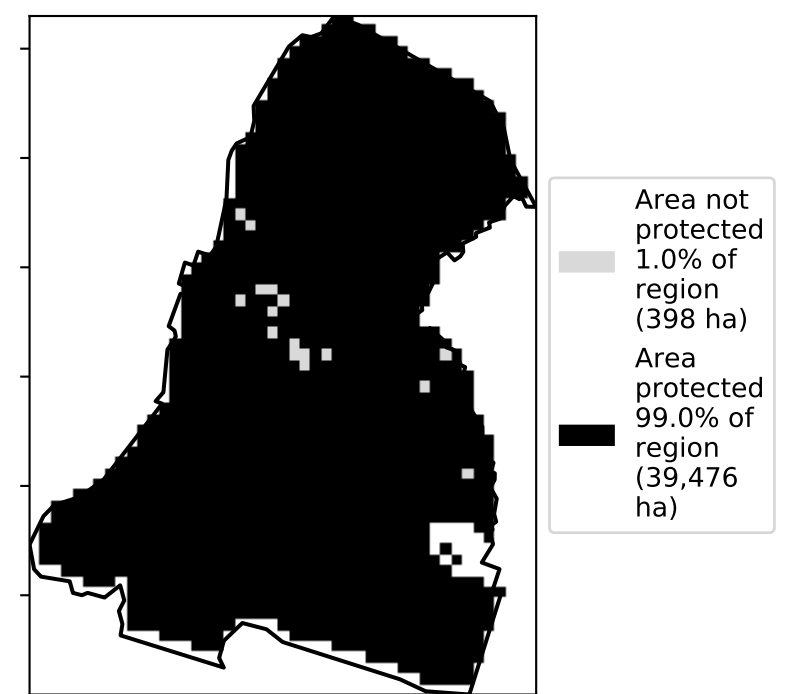 Area not
protected
1.0% of
region
(398 ha)
Area
protected
99.0% of
region
(39,476
ha)